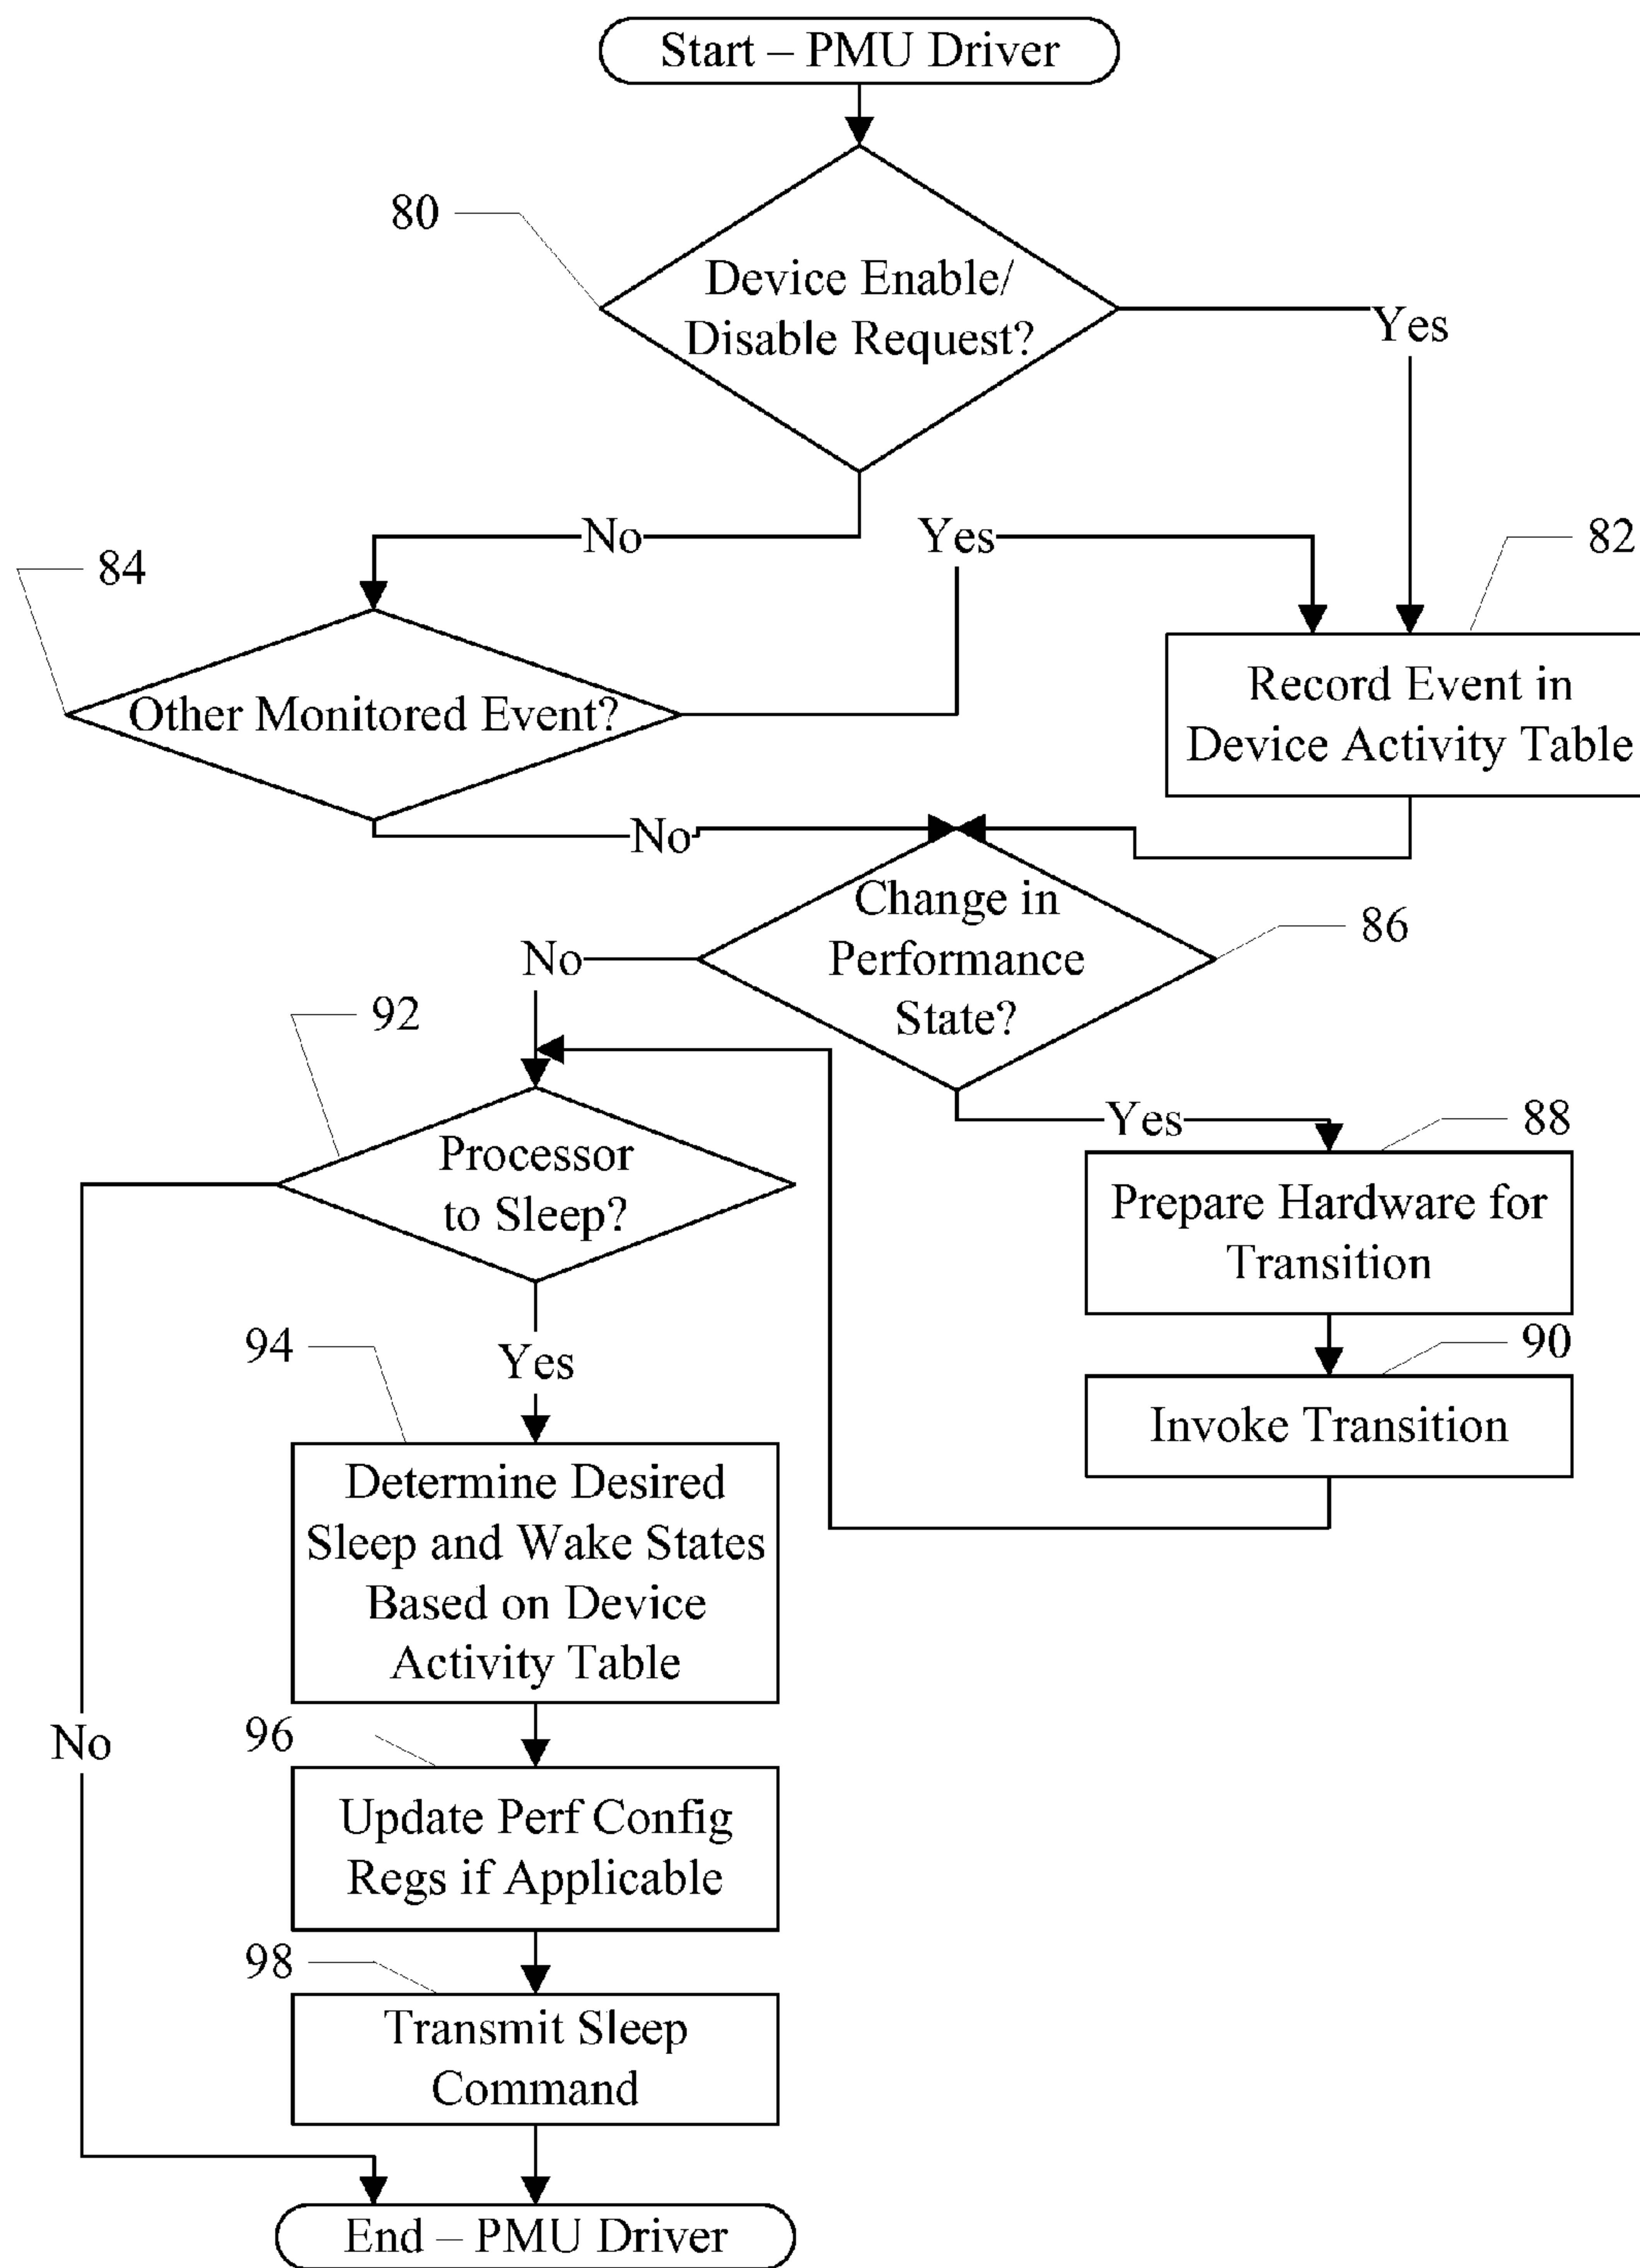 Start – PMU Driver
80
Device Enable/
Disable Request?
Yes
No
Yes
82
84
Record Event in
Device Activity Table
Other Monitored Event?
No
Change in
Performance
State?
86
No
92
Yes
88
Processor
to Sleep?
Prepare Hardware for
Transition
90
94
Yes
Invoke Transition
Determine Desired
Sleep and Wake States
Based on Device
Activity Table
No
96
Update Perf Config
Regs if Applicable
98
Transmit Sleep
Command
End – PMU Driver